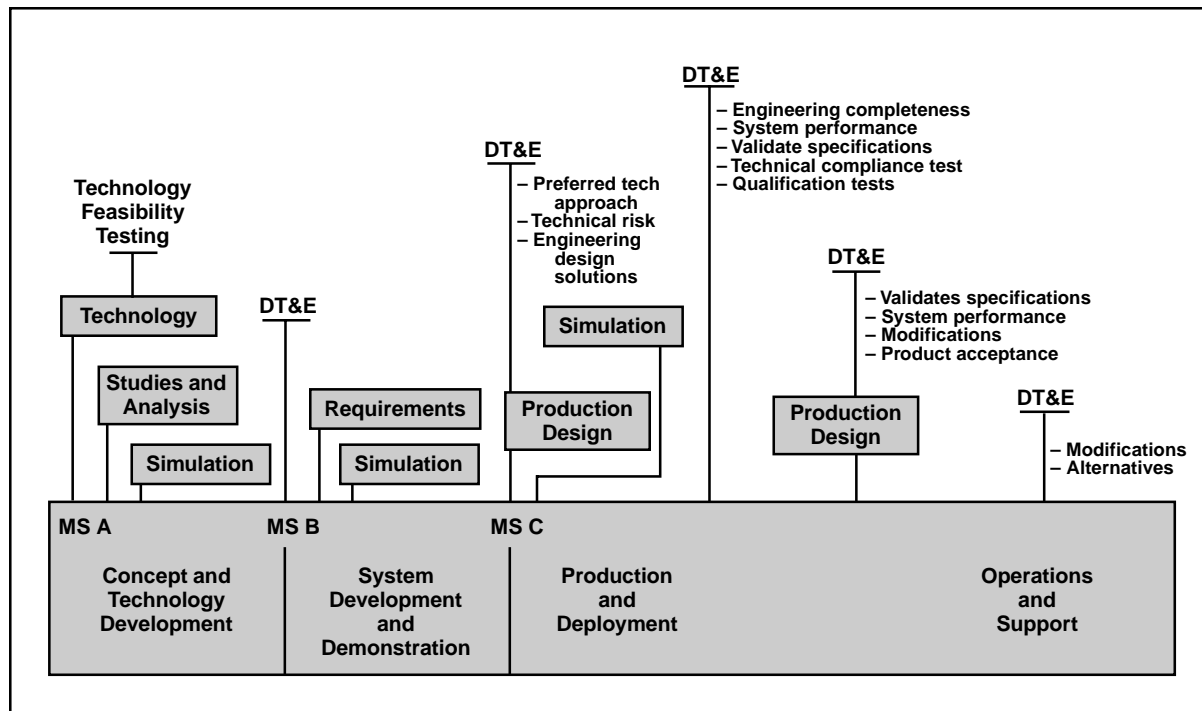 Technology
Feasibility
Testing
Technology
Studies and
Analysis
Simulation
DT&E
Requirements
Simulation
DT&E
– Preferred tech
approach
– Technical risk
– Engineering
design
solutions
Production
Design
Simulation
DT&E
– Engineering completeness
– System performance
– Validate specifications
– Technical compliance test
– Qualification tests
DT&E
– Validates specifications
– System performance
– Modifications
– Product acceptance
Production
Design
DT&E
– Modifications
– Alternatives
MS A
MS B
MS C
Concept and
Technology
Development
System
Development
and
Demonstration
Production
and
Deployment
Operations
and
Support